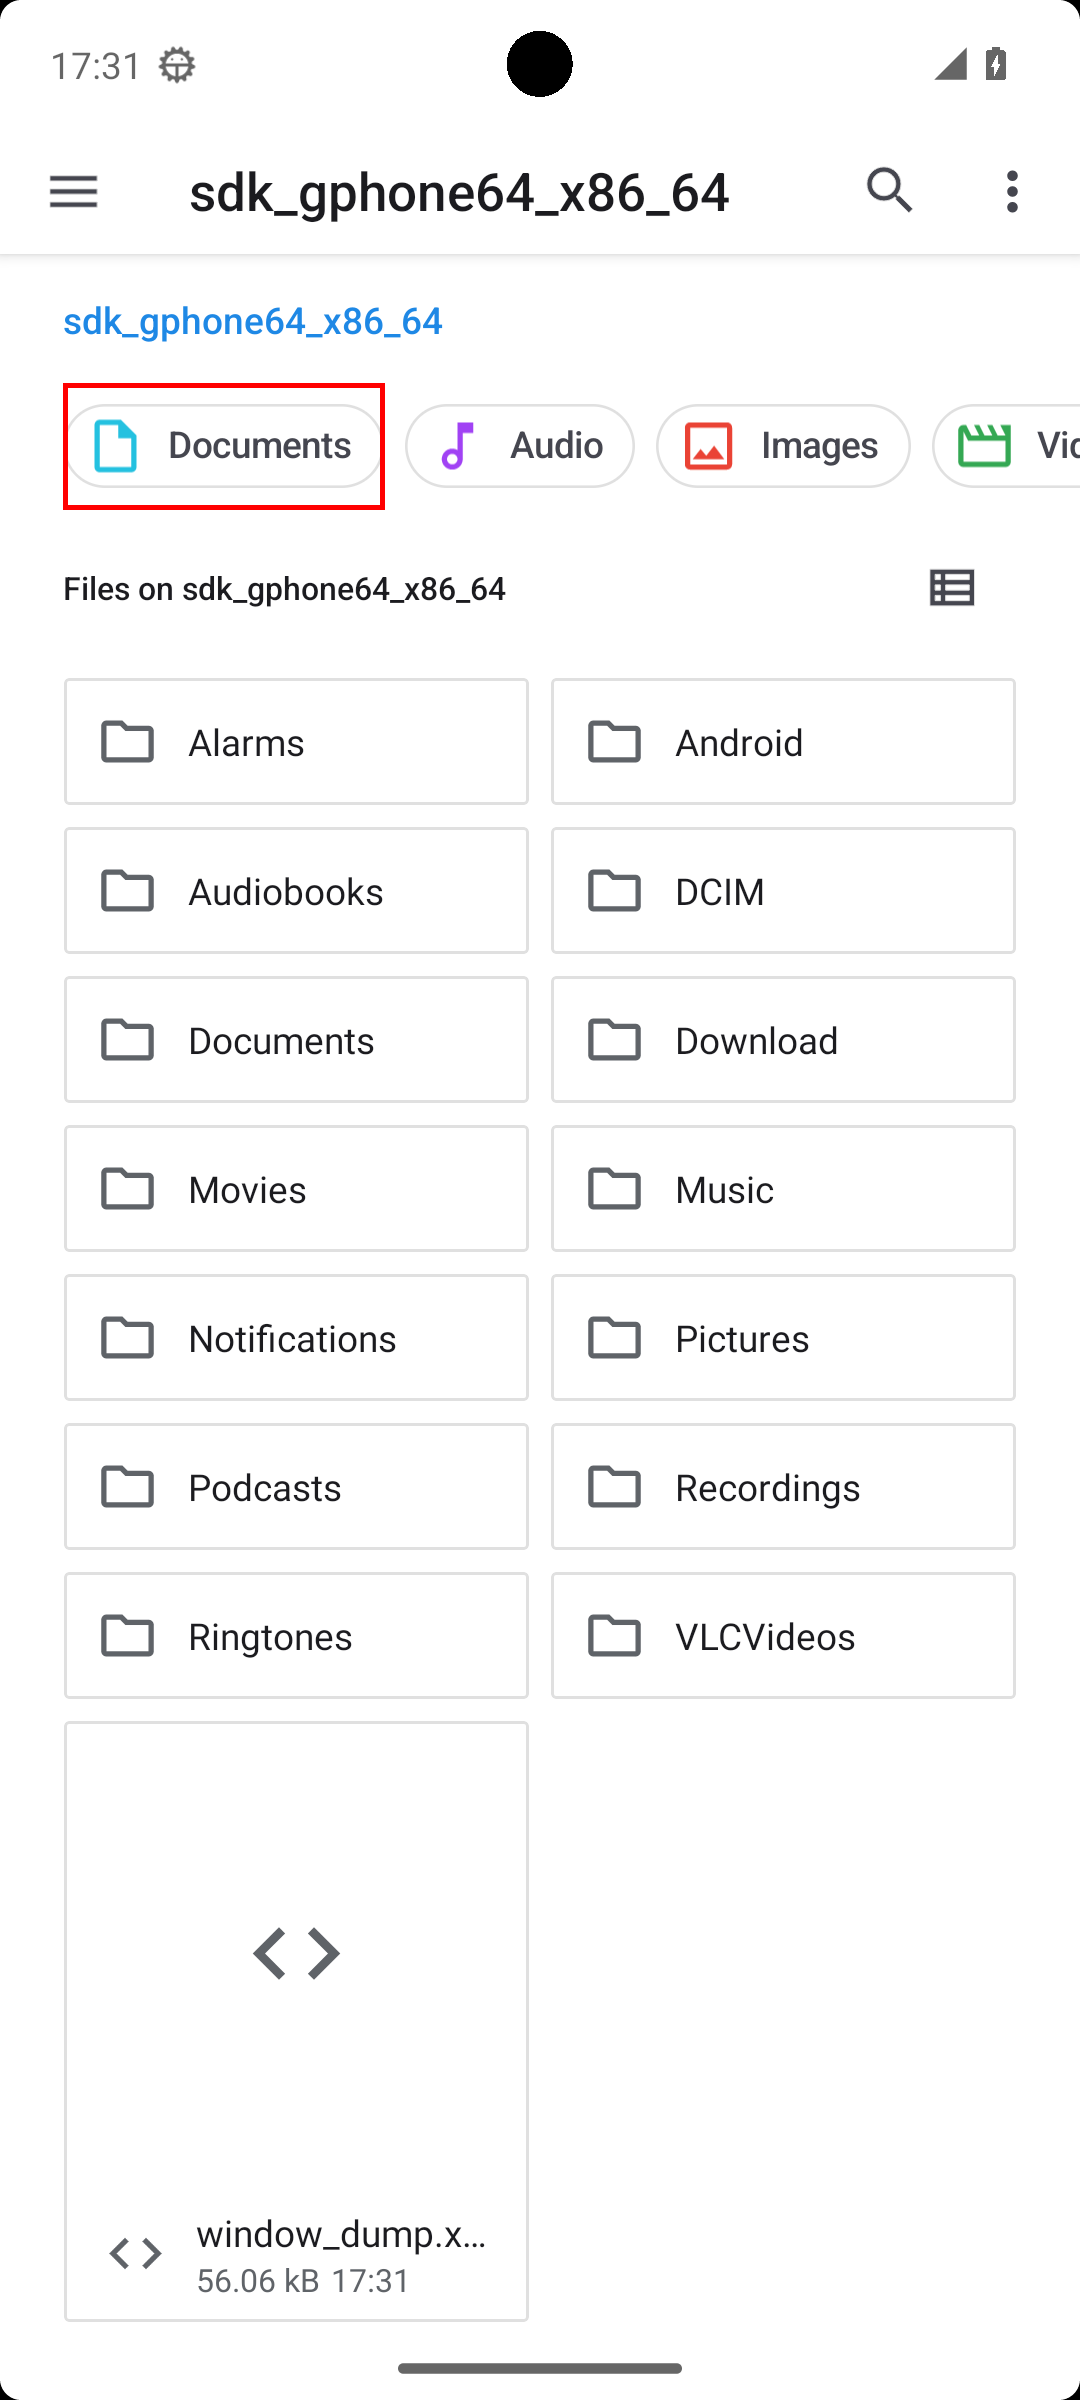 17:31
sdk_gphone64_x86_64
sdk_gphone64_x86_64
Documents
Audio
Images
Files on sdk_gphone64_x86_64
Alarms
Android
Audiobooks
DCIM
Documents
Download
Movies
Music
Notifications
Pictures
Podcasts
Recordings
Ringtones
VLCVideos
window_dump.x...
56.06 kB 17:31